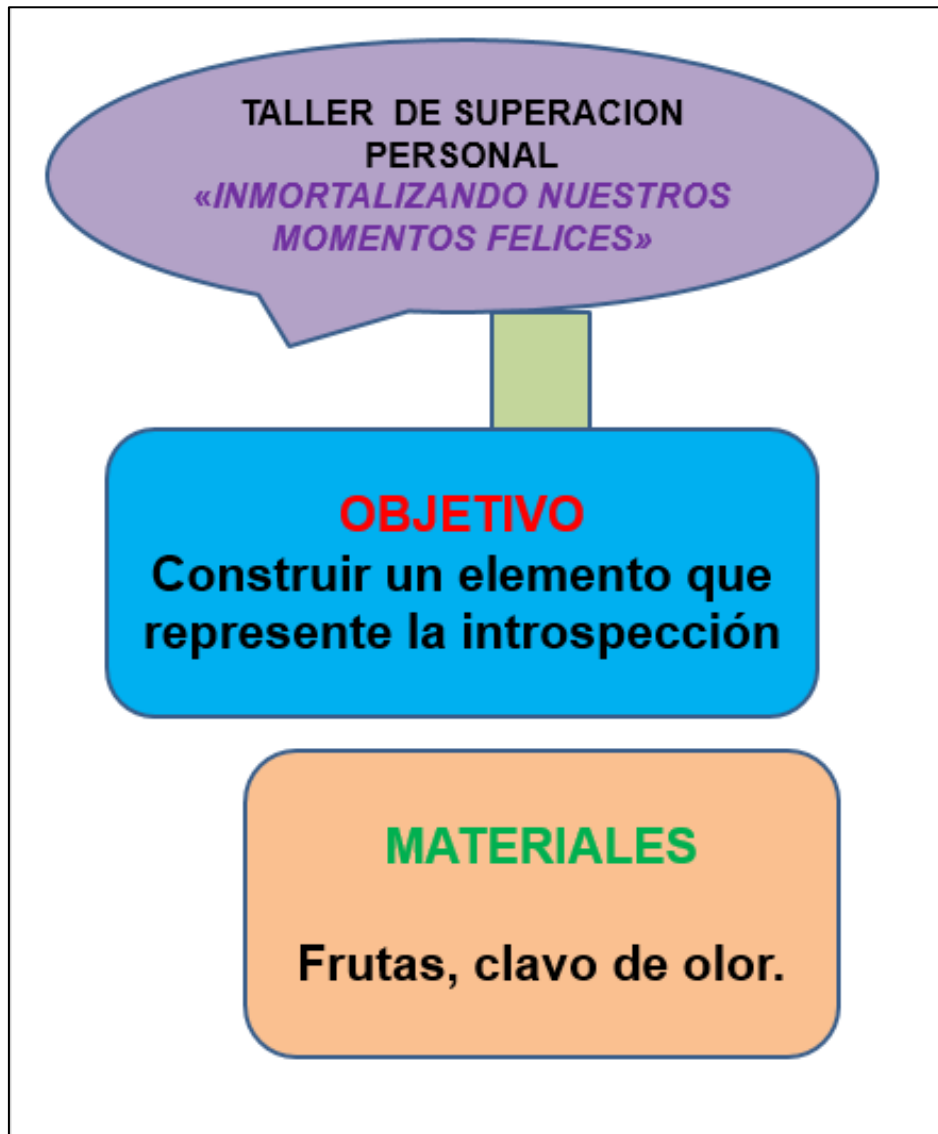 TALLER DE SUPERACION
PERSONAL
«INMORTALIZANDO NUESTROS
MOMENTOS FELICES»
OBJETIVO
Construir un elemento que
represente la introspección
MATERIALES
Frutas, clavo de olor.